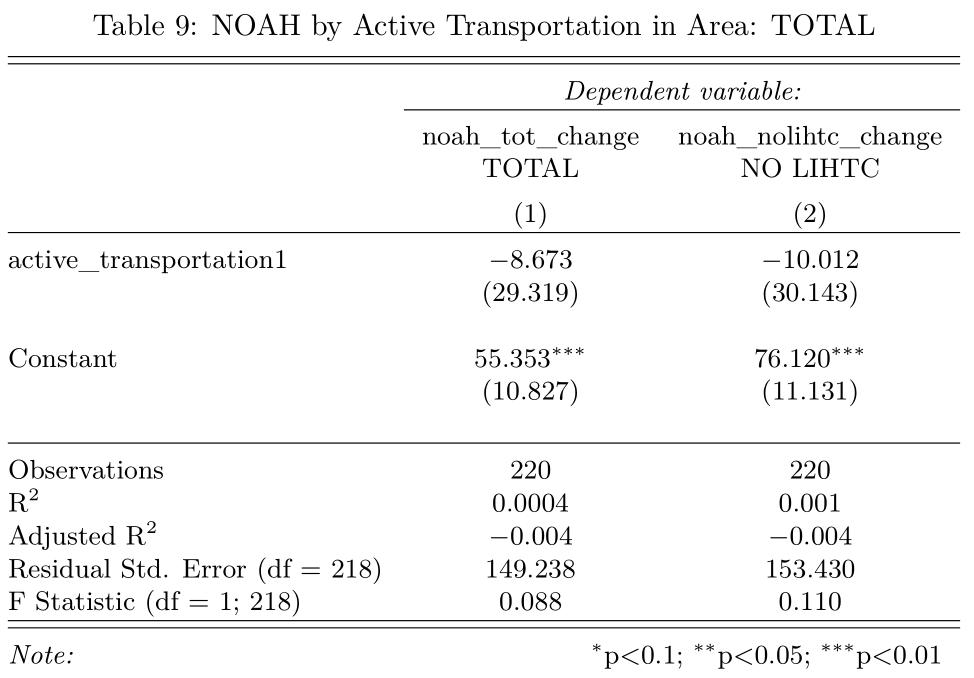 Table 9: NOAH by Active Transportation in Area: TOTAL
Dependent variable:
noah_tot_change noah_nolihtc_change
TOTAL NO LIHTC
(1) (2)
active_transportation1 −8.673 −10.012
(29.319) (30.143)
Constant 55.353*** 76.120***
(10.827) (11.131)
Observations 220 220
R² 0.0004 0.001
Adjusted R² −0.004 −0.004
Residual Std. Error (df = 218) 149.238 153.430
F Statistic (df = 1; 218) 0.088 0.110
Note: *p<0.1; **p<0.05; ***p<0.01